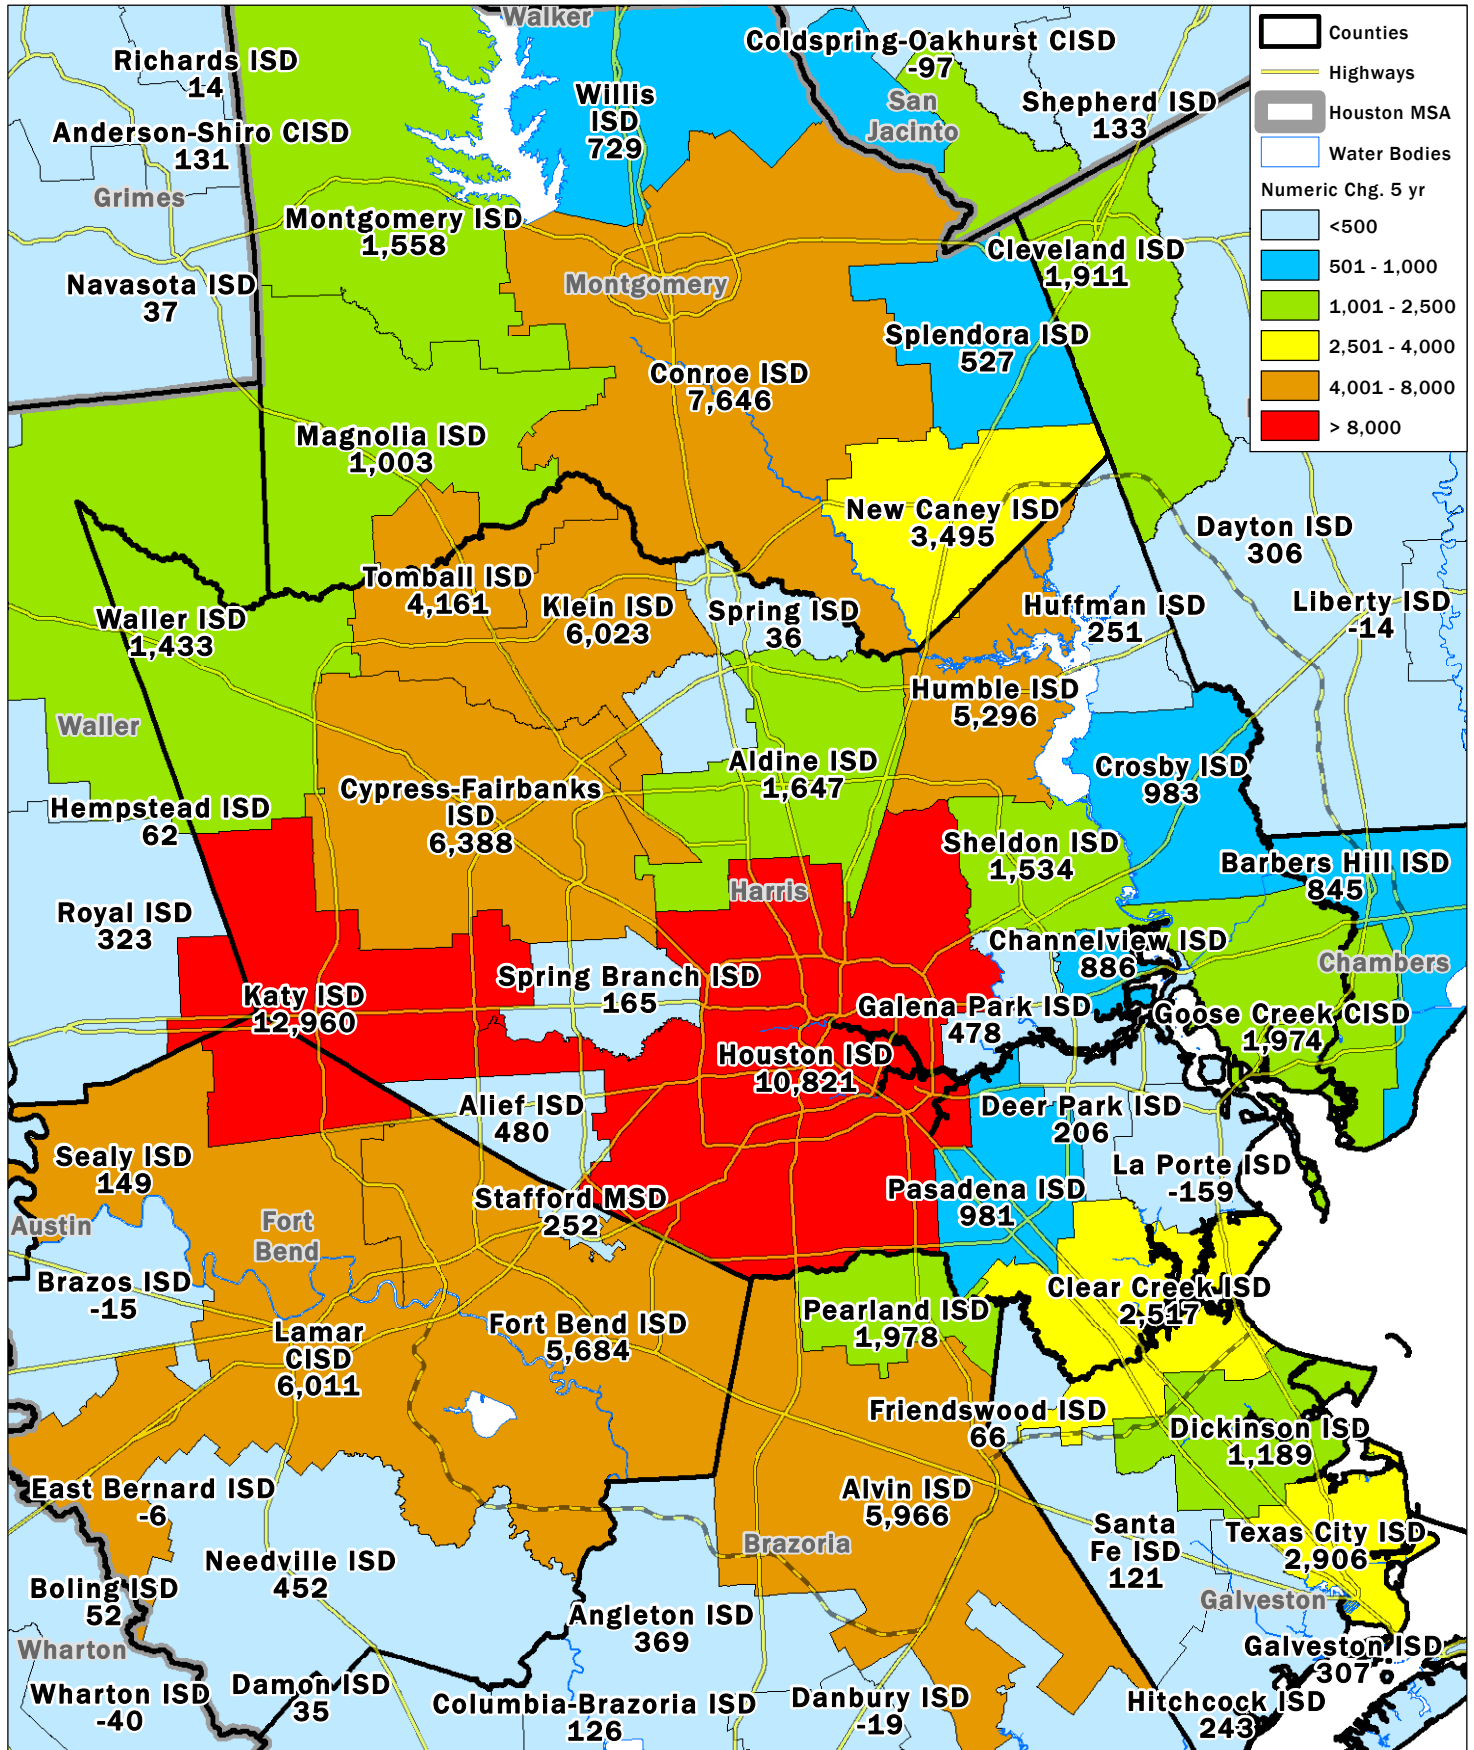 Walker
Coldspring-Oakhurst CISD
-97
Richards ISD
14
Willis
ISD
729
San
Jacinto
Shepherd ISD
133
Anderson-Shiro CISD
131
Grimes
Montgomery ISD
1,558
Cleveland ISD
1,911
Navasota ISD
37
Montgomery
Splendora ISD
527
Conroe ISD
7,646
Magnolia ISD
1,003
New Caney ISD
3,495
Dayton ISD
306
Tomball ISD
4,161
Klein ISD
6,023
Spring ISD
36
Huffman ISD
251
Liberty ISD
-14
Waller ISD
1,433
Humble ISD
5,296
Waller
Aldine ISD
1,647
Crosby ISD
983
Cypress-Fairbanks
ISD
6,388
Hempstead ISD
62
Sheldon ISD
1,534
Barbers Hill ISD
845
Harris
Royal ISD
323
Channelview ISD
886
Chambers
Spring Branch ISD
165
Katy ISD
12,960
Galena Park ISD
478
Goose Creek CISD
1,974
Houston ISD
10,821
Alief ISD
480
Deer Park ISD
206
Sealy ISD
149
La Porte ISD
-159
Stafford MSD
252
Pasadena ISD
981
Austin
Fort
Bend
Brazos ISD
-15
Clear Creek ISD
2,517
Pearland ISD
1,978
Lamar
CISD
6,011
Fort Bend ISD
5,684
Friendswood ISD
66
Dickinson ISD
1,189
East Bernard ISD
-6
Alvin ISD
5,966
Santa
Fe ISD
121
Texas City ISD
2,906
Brazoria
Needville ISD
452
Boling ISD
52
Galveston
Angleton ISD
369
Wharton
Galveston ISD
307
Wharton ISD
-40
Damon ISD
35
Columbia-Brazoria ISD
126
Danbury ISD
-19
Hitchcock ISD
243
Counties
Highways
Houston MSA
Water Bodies
Numeric Chg. 5 yr
<500
501 - 1,000
1,001 - 2,500
2,501 - 4,000
4,001 - 8,000
> 8,000